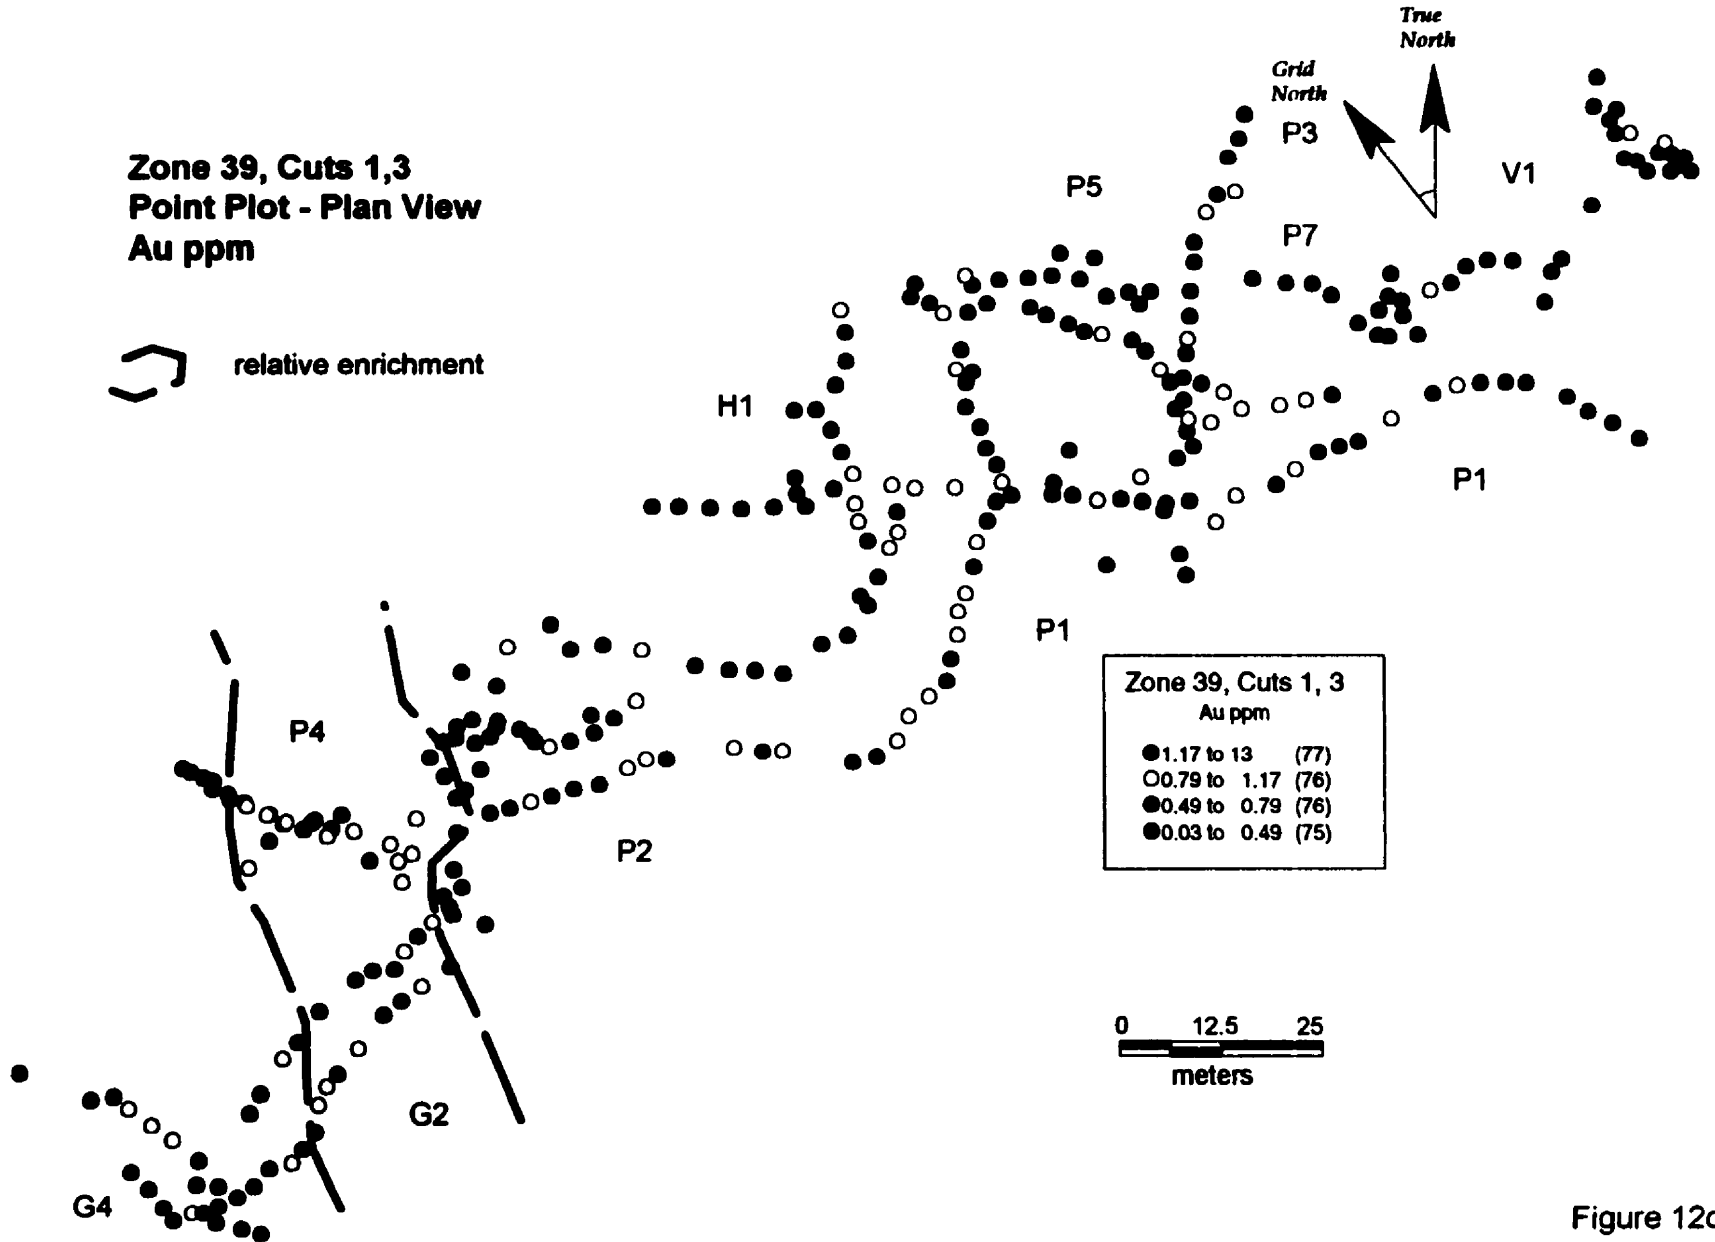 True
North
Grid
North
P3
Zone 39, Cuts 1,3
Point Plot - Plan View
Au ppm
P5
V1
P7
relative enrichment
H1
P1
P1
Zone 39, Cuts 1, 3
Au ppm
1.17 to 13 (77)
0.79 to 1.17 (76)
0.49 to 0.79 (76)
0.03 to 0.49 (75)
P4
P2
0 12.5 25
meters
G2
G4